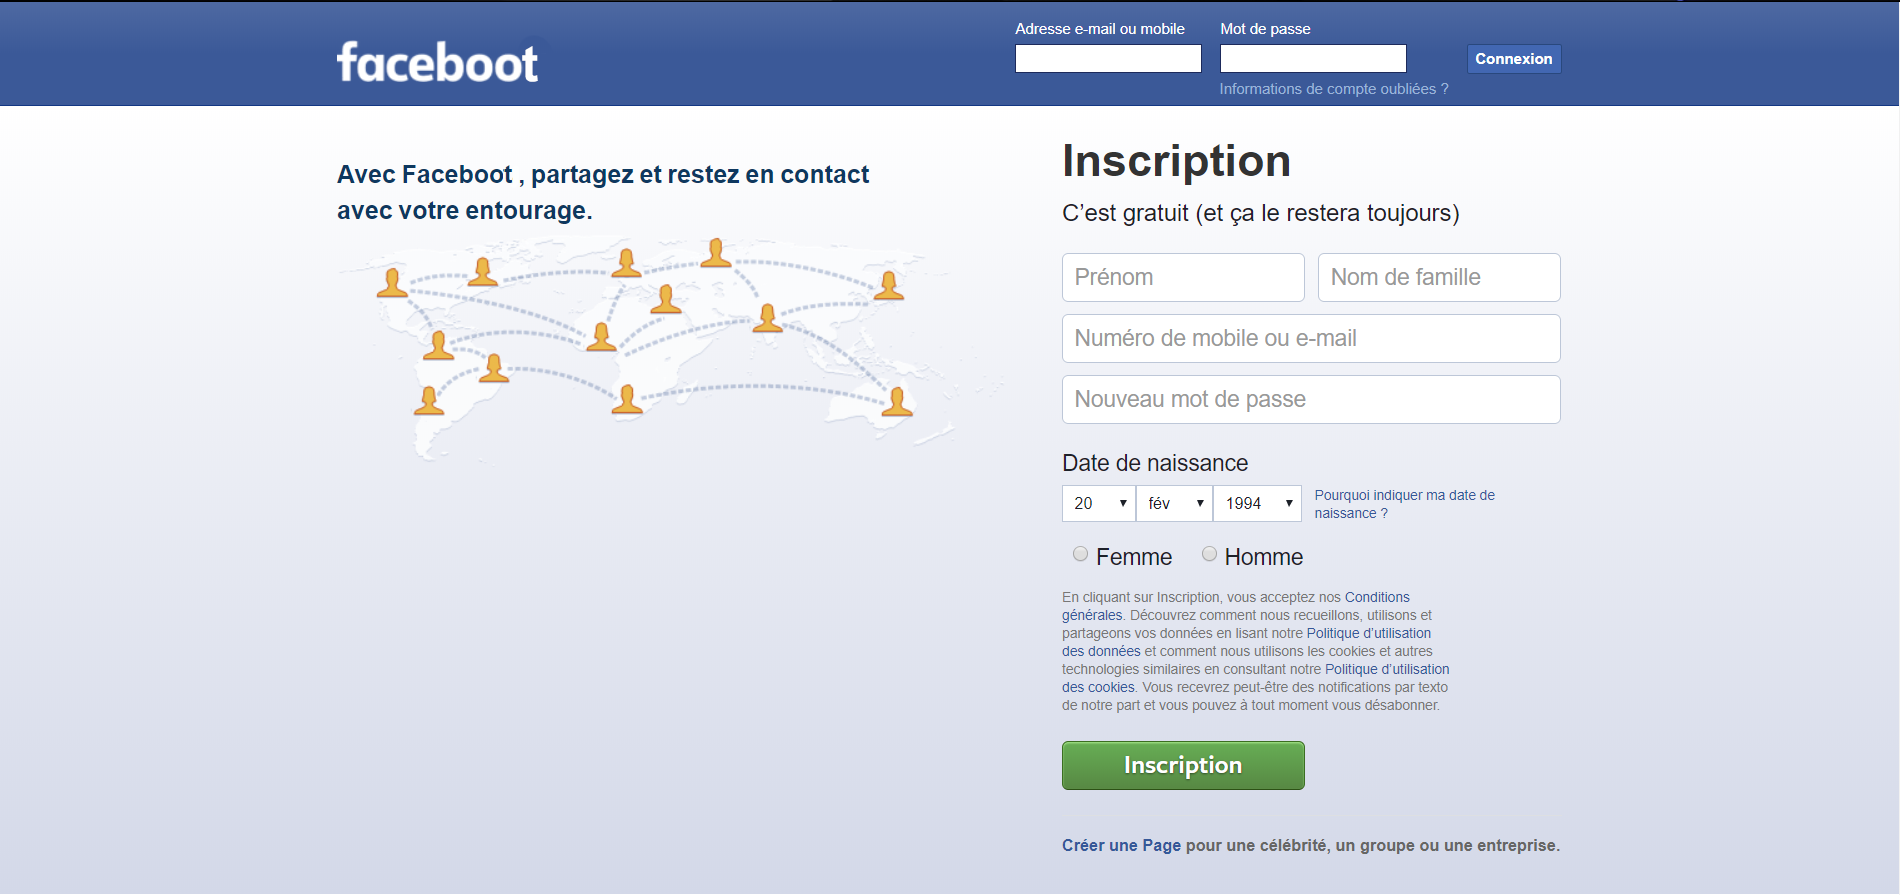 faceboot
Adresse e-mail ou mobile
Mot de passe
Connexion
Informations de compte oubliées ?
Avec Faceboot , partagez et restez en contact
avec votre entourage.
Inscription
C’est gratuit (et ça le restera toujours)
Prénom
Nom de famille
Numéro de mobile ou e-mail
Nouveau mot de passe
Date de naissance
20
fév
1994
Pourquoi indiquer ma date de
naissance ?
Femme
Homme
En cliquant sur Inscription, vous acceptez nos Conditions
générales. Découvrez comment nous recueillons, utilisons et
partageons vos données en lisant notre Politique d’utilisation
des données et comment nous utilisons les cookies et autres
technologies similaires en consultant notre Politique d’utilisation
des cookies. Vous recevrez peut-être des notifications par texto
de notre part et vous pouvez à tout moment vous désabonner.
Inscription
Créer une Page pour une célébrité, un groupe ou une entreprise.